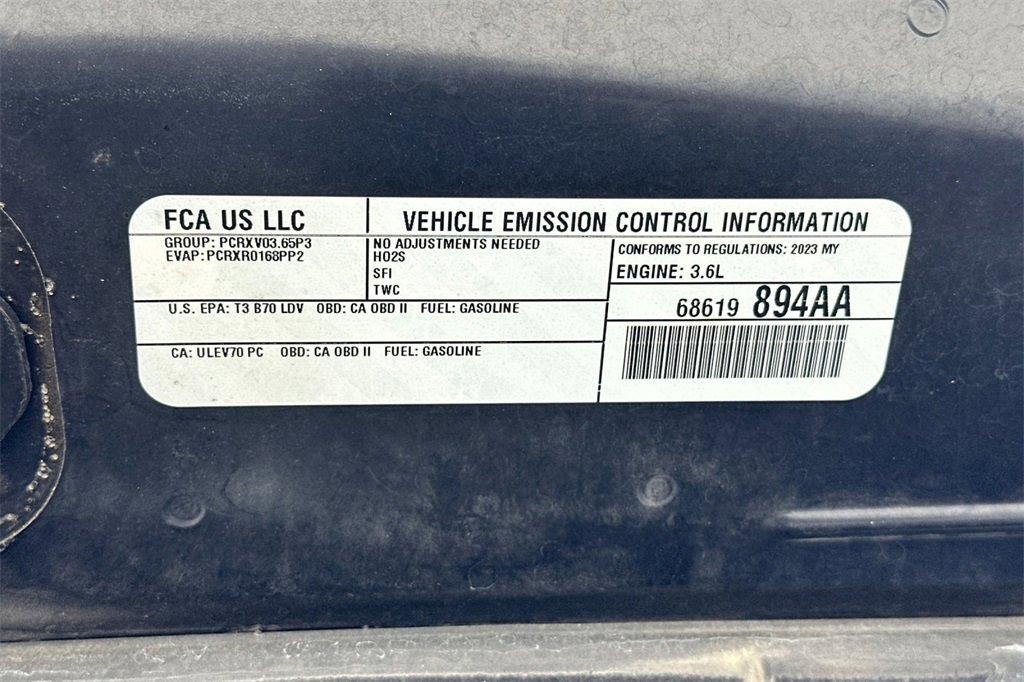 FCA US LLC
VEHICLE EMISSION CONTROL INFORMATION
GROUP: PCRXV03.65P3
EVAP: PCRXR0168PP2
NO ADJUSTMENTS NEEDED
HO2S
SFI
TWC
CONFORMS TO REGULATIONS: 2023 MY
ENGINE: 3.6L
U.S. EPA: T3 B70 LDV OBD: CA OBD II FUEL: GASOLINE
68619 894AA
CA: ULEV70 PC OBD: CA OBD II FUEL: GASOLINE